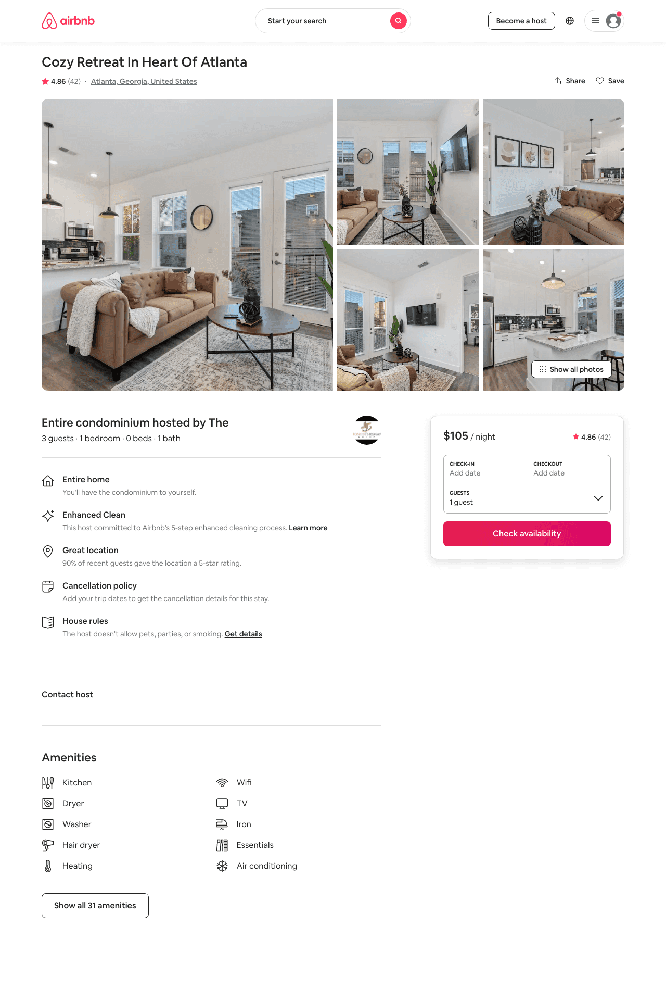 airbnb
Start your search
Become a host
Cozy Retreat In Heart Of Atlanta
4.86 (42) · Atlanta, Georgia, United States
Share
Save
Show all photos
Entire condominium hosted by The
3 guests · 1 bedroom · 0 beds · 1 bath
$105 / night
4.86 (42)
CHECK-IN
Add date
CHECKOUT
Add date
GUESTS
1 guest
Check availability
Entire home
You'll have the condominium to yourself.
Enhanced Clean
This host committed to Airbnb's 5-step enhanced cleaning process. Learn more
Great location
90% of recent guests gave the location a 5-star rating.
Cancellation policy
Add your trip dates to get the cancellation details for this stay.
House rules
The host doesn't allow pets, parties, or smoking. Get details
Contact host
Amenities
Kitchen
Wifi
Dryer
TV
Washer
Iron
Hair dryer
Essentials
Heating
Air conditioning
Show all 31 amenities